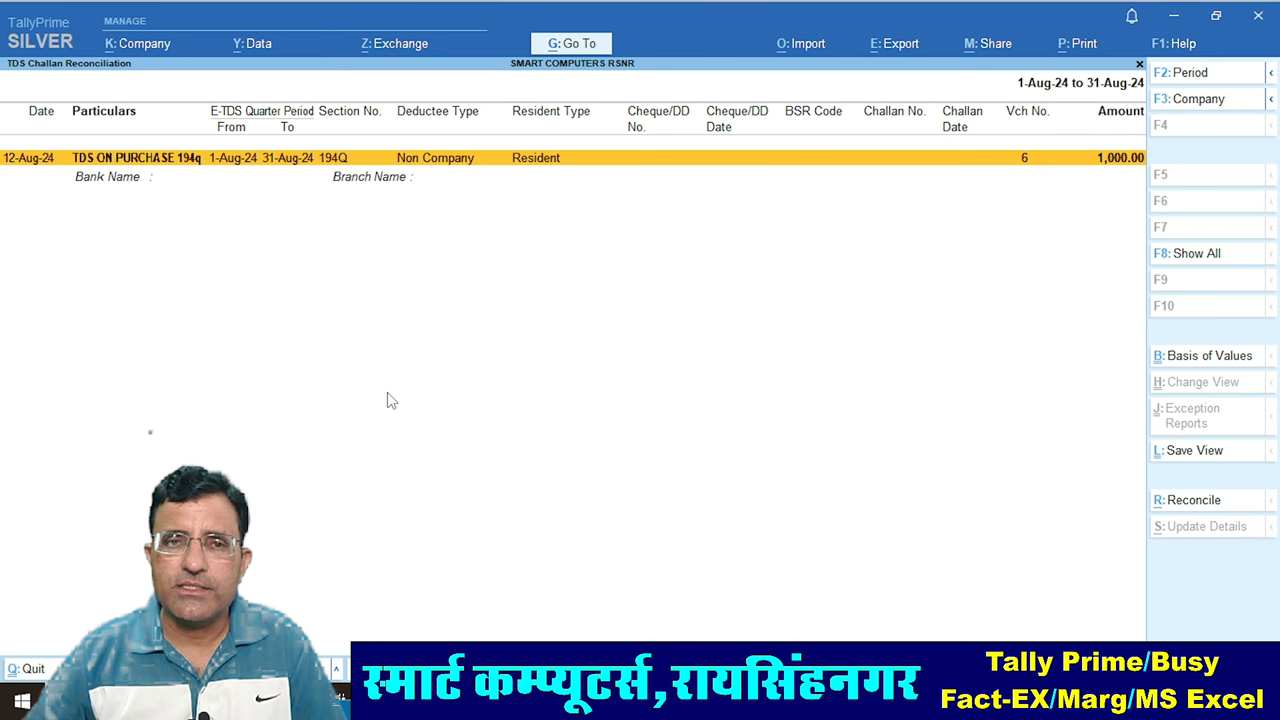 TallyPrime
SILVER
MANAGE
K: Company
Y: Data
Z: Exchange
G: Go To
O: Import
E: Export
M: Share
P: Print
F1: Help
TDS Challan Reconciliation
SMART COMPUTERS RSNR
1-Aug-24 to 31-Aug-24
Date
Particulars
E-TDS Quarter Period
From To
Section No.
Deductee Type
Resident Type
Cheque/DD
No.
Cheque/DD
Date
BSR Code
Challan No.
Challan
Date
Vch No.
Amount
12-Aug-24 TDS ON PURCHASE 194q 1-Aug-24 31-Aug-24 194Q Non Company Resident 6 1,000.00
Bank Name : Branch Name :
F2: Period
F3: Company
F4
F5
F6
F7
F8: Show All
F9
F10
B: Basis of Values
H: Change View
J: Exception
Reports
L: Save View
R: Reconcile
S: Update Details
Q: Quit
स्मार्ट कम्प्यूटर्स,रायसिंहनगर
Tally Prime/Busy
Fact-EX/Marg/MS Excel